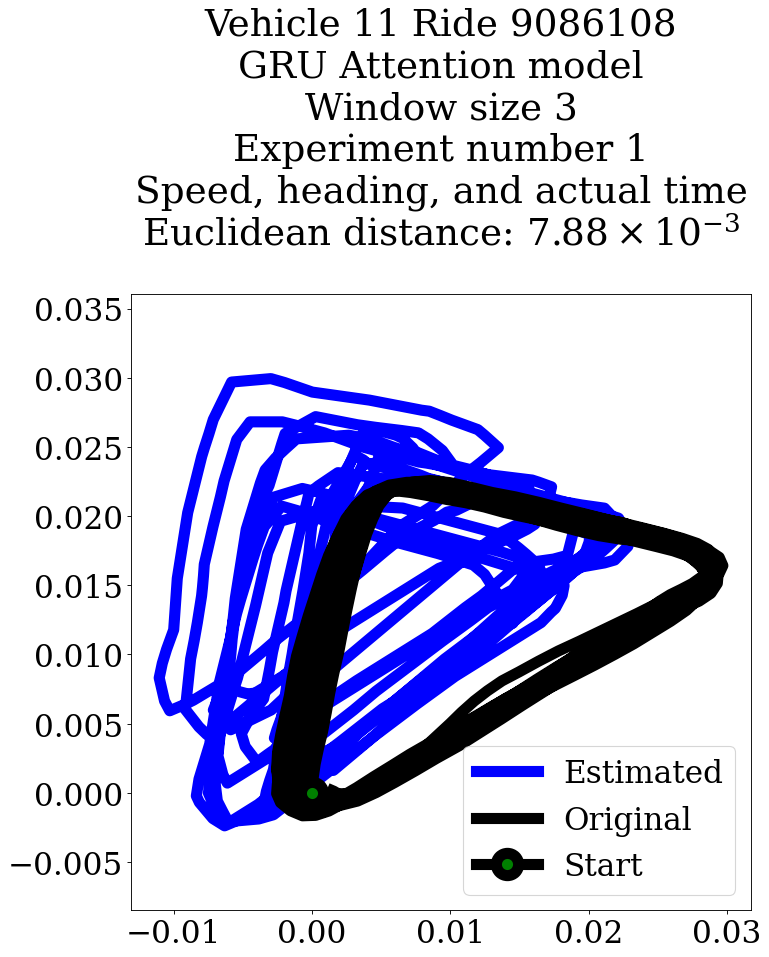 Vehicle 11 Ride 9086108
GRU Attention model
Window size 3
Experiment number 1
Speed, heading, and actual time
Euclidean distance: 7.88 × 10⁻³
0.035
0.030
0.025
0.020
0.015
0.010
0.005
0.000
−0.005
Estimated
Original
Start
−0.01 0.00 0.01 0.02 0.03